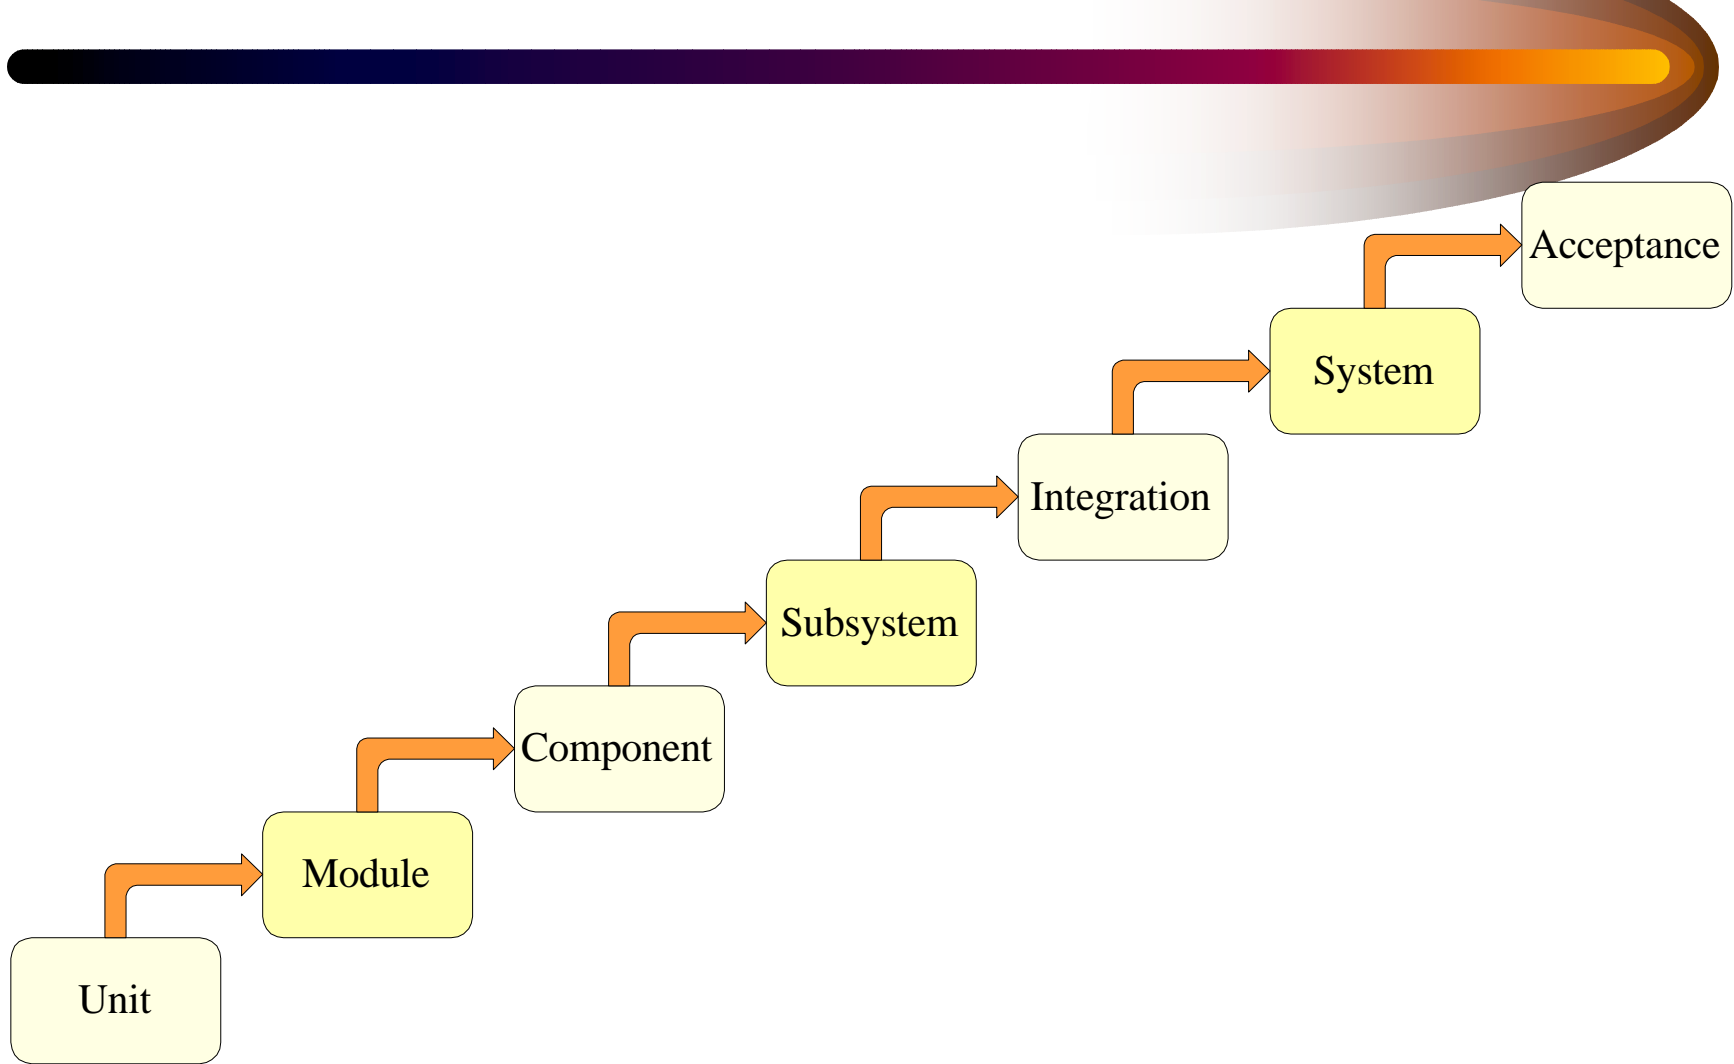 Acceptance
System
Integration
Subsystem
Component
Module
Unit